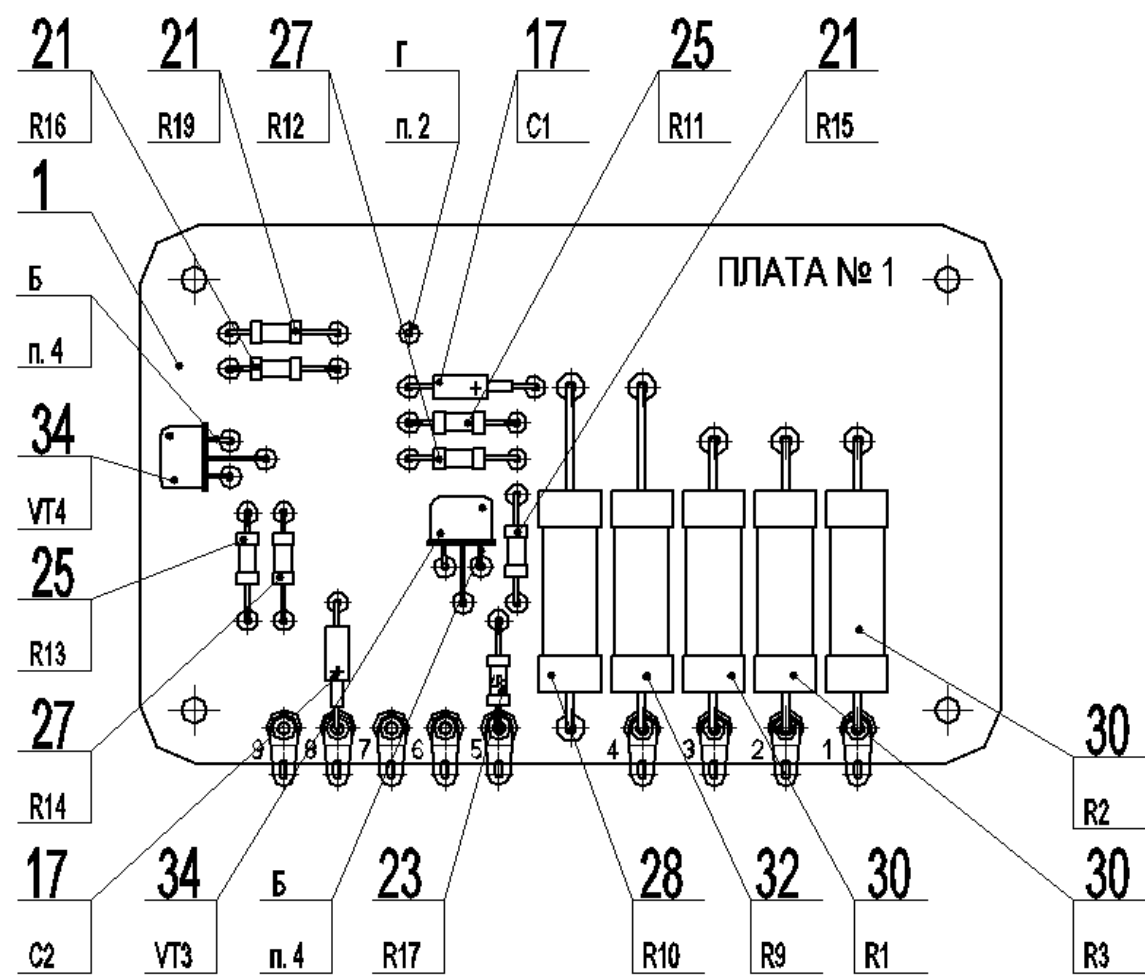 21 21 27 Г 17 25 21
R16 R19 R12 п. 2 C1 R11 R15
1
ПЛАТА № 1
Б
п. 4
+
34
VT4
25
R13
+
27
9 8 7 6 5 4 3 2 1
30
R14
R2
17 34 Б 23 28 32 30 30
C2 VT3 п. 4 R17 R10 R9 R1 R3